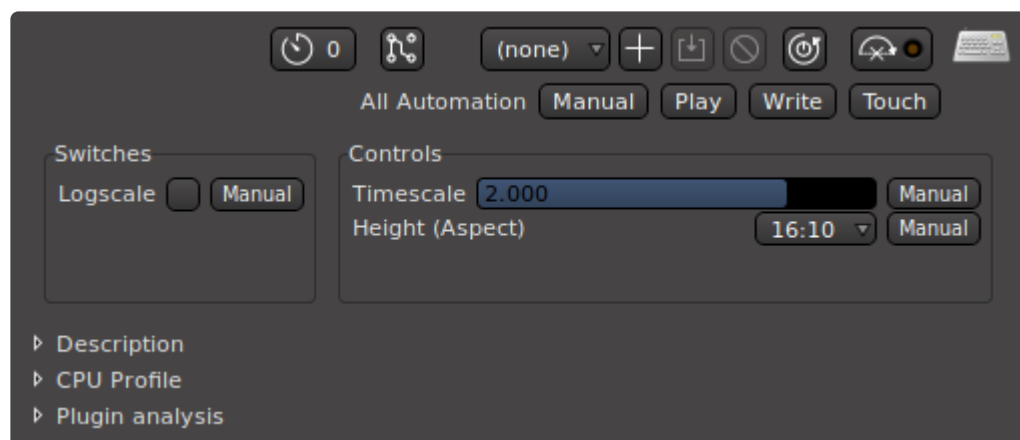 0 (none)
All Automation Manual Play Write Touch
Switches Controls
Logscale Manual Timescale 2.000 Manual
Height (Aspect) 16:10 Manual
Description
CPU Profile
Plugin analysis